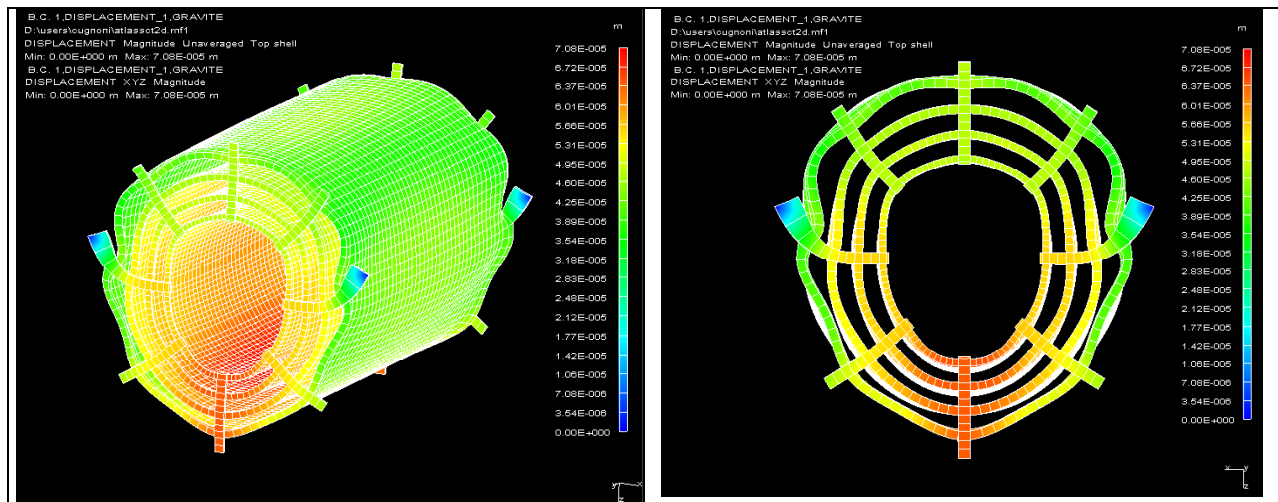 B.C. 1,DISPLACEMENT_1,GRAVITE
D:\users\cugnoni\atlassct2d.mf1
DISPLACEMENT Magnitude Unaveraged Top shell
Min: 0.00E+000 m Max: 7.08E-005 m
B.C. 1,DISPLACEMENT_1,GRAVITE
DISPLACEMENT XYZ Magnitude
Min: 0.00E+000 m Max: 7.08E-005 m
m
7.08E-005
6.72E-005
6.37E-005
6.01E-005
5.66E-005
5.31E-005
4.95E-005
4.60E-005
4.25E-005
3.89E-005
3.54E-005
3.18E-005
2.83E-005
2.48E-005
2.12E-005
1.77E-005
1.42E-005
1.06E-005
7.08E-006
3.54E-006
0.00E+000
y x
z
B.C. 1,DISPLACEMENT_1,GRAVITE
D:\users\cugnoni\atlassct2d.mf1
DISPLACEMENT Magnitude Unaveraged Top shell
Min: 0.00E+000 m Max: 7.08E-005 m
B.C. 1,DISPLACEMENT_1,GRAVITE
DISPLACEMENT XYZ Magnitude
Min: 0.00E+000 m Max: 7.08E-005 m
m
7.08E-005
6.72E-005
6.37E-005
6.01E-005
5.66E-005
5.31E-005
4.95E-005
4.60E-005
4.25E-005
3.89E-005
3.54E-005
3.18E-005
2.83E-005
2.48E-005
2.12E-005
1.77E-005
1.42E-005
1.06E-005
7.08E-006
3.54E-006
0.00E+000
x y
z